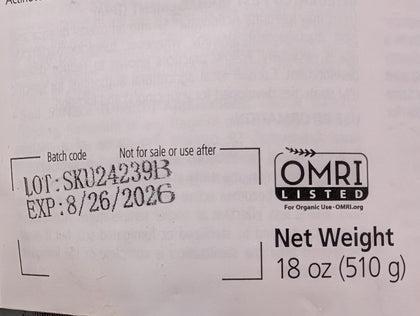 Batch code Not for sale or use after
LOT:SKU24239B
EXP:8/26/2026
OMRI
LISTED
For Organic Use·OMRI.org
Net Weight
18 oz (510 g)